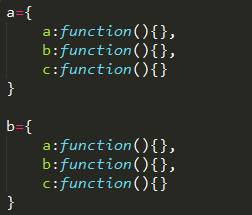 a={
    a:function(){},
    b:function(){},
    c:function(){}
}

b={
    a:function(){},
    b:function(){},
    c:function(){}
}